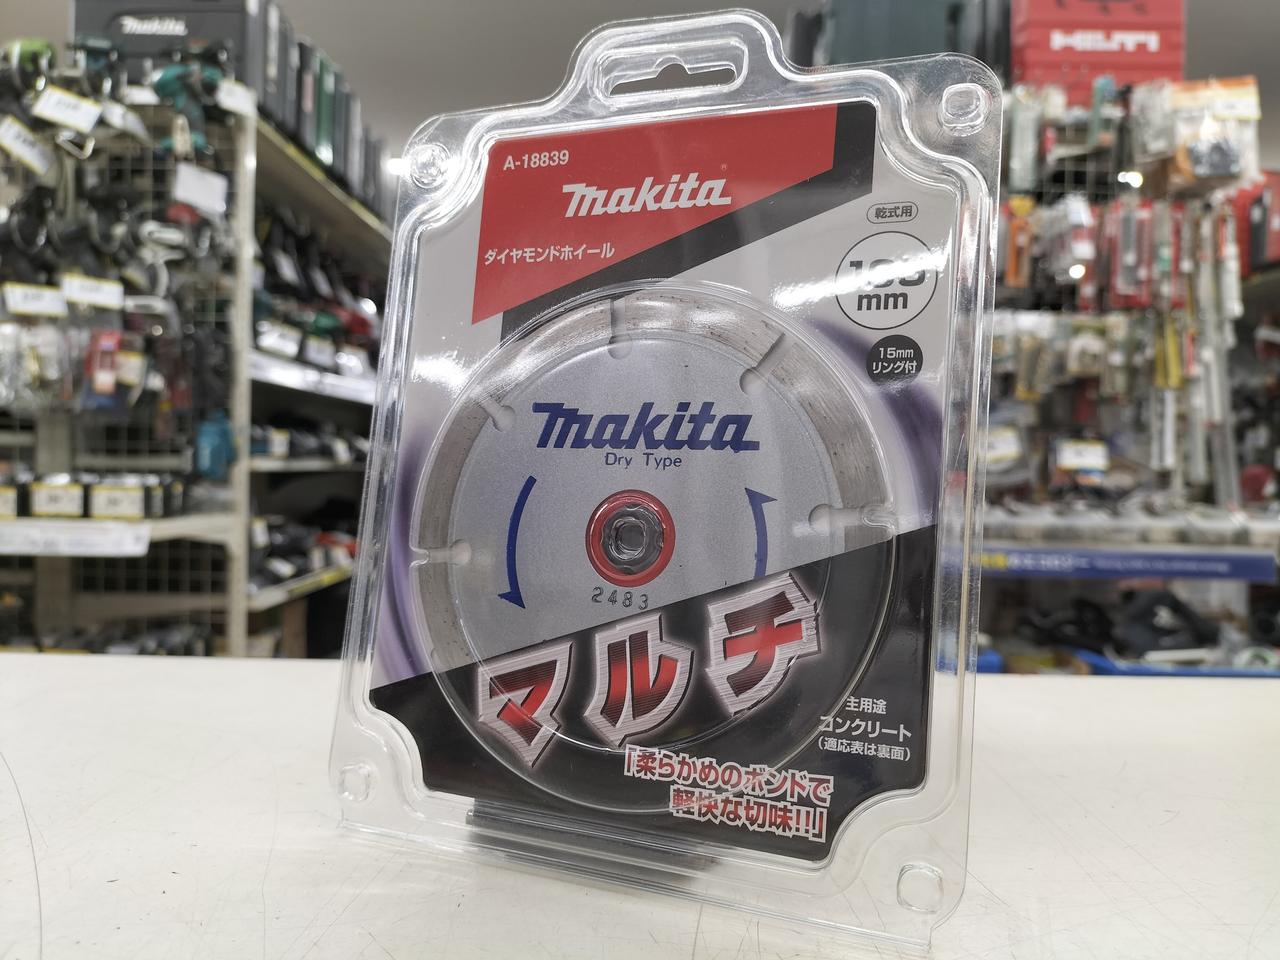 makita
HILTI
A-18839
makita
ダイヤモンドホイール
乾式用
mm
15mm
リング付
makita
Dry Type
2483
マルチ
主用途
コンクリート
(適応表は裏面)
「柔らかめのボンドで
軽快な切味!!」